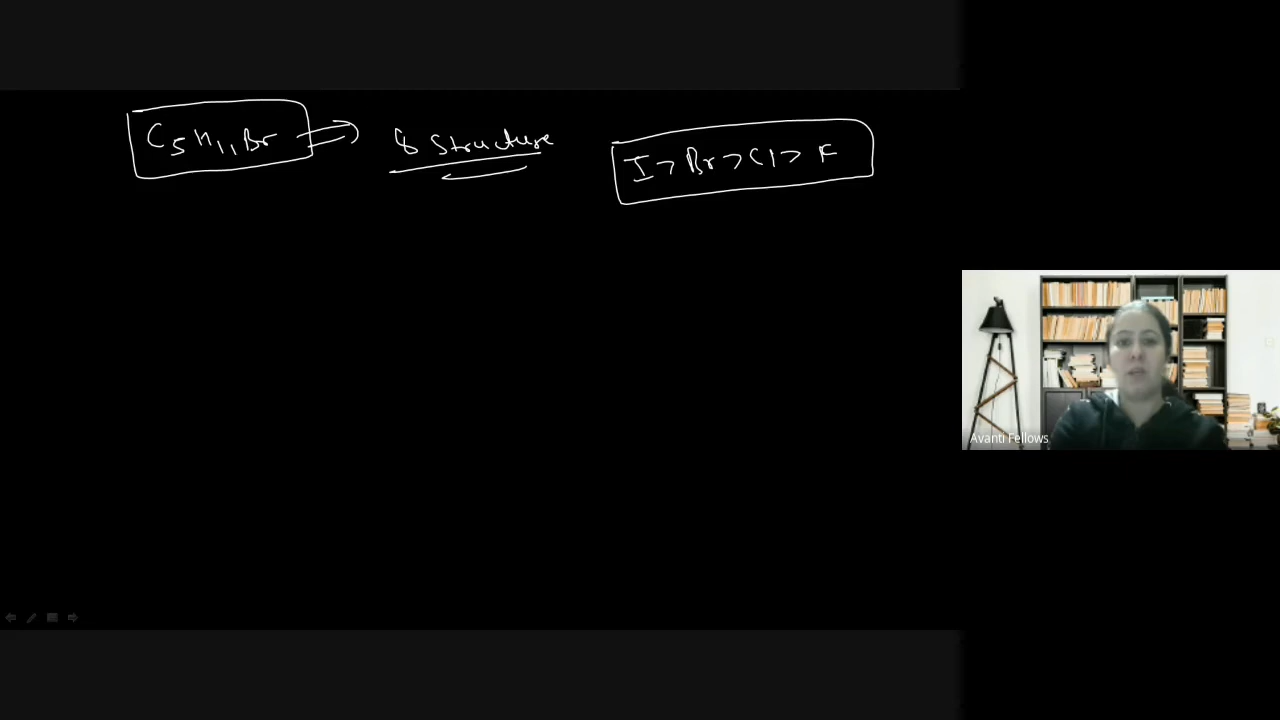 C5H11Br => 8 Structure
I > Br > Cl > F
Avanti Fellows